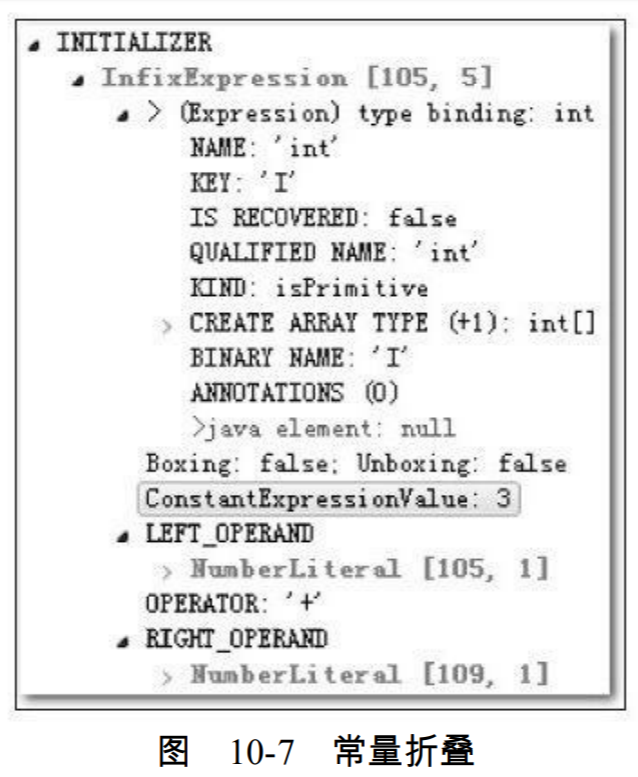 INITIALIZER
InfixExpression [105, 5]
> (Expression) type binding: int
NAME: 'int'
KEY: 'I'
IS RECOVERED: false
QUALIFIED NAME: 'int'
KIND: isPrimitive
> CREATE ARRAY TYPE (+1): int[]
BINARY NAME: 'I'
ANNOTATIONS (0)
>java element: null
Boxing: false; Unboxing: false
ConstantExpressionValue: 3
LEFT_OPERAND
> NumberLiteral [105, 1]
OPERATOR: '+'
RIGHT_OPERAND
> NumberLiteral [109, 1]
图 10-7 常量折叠